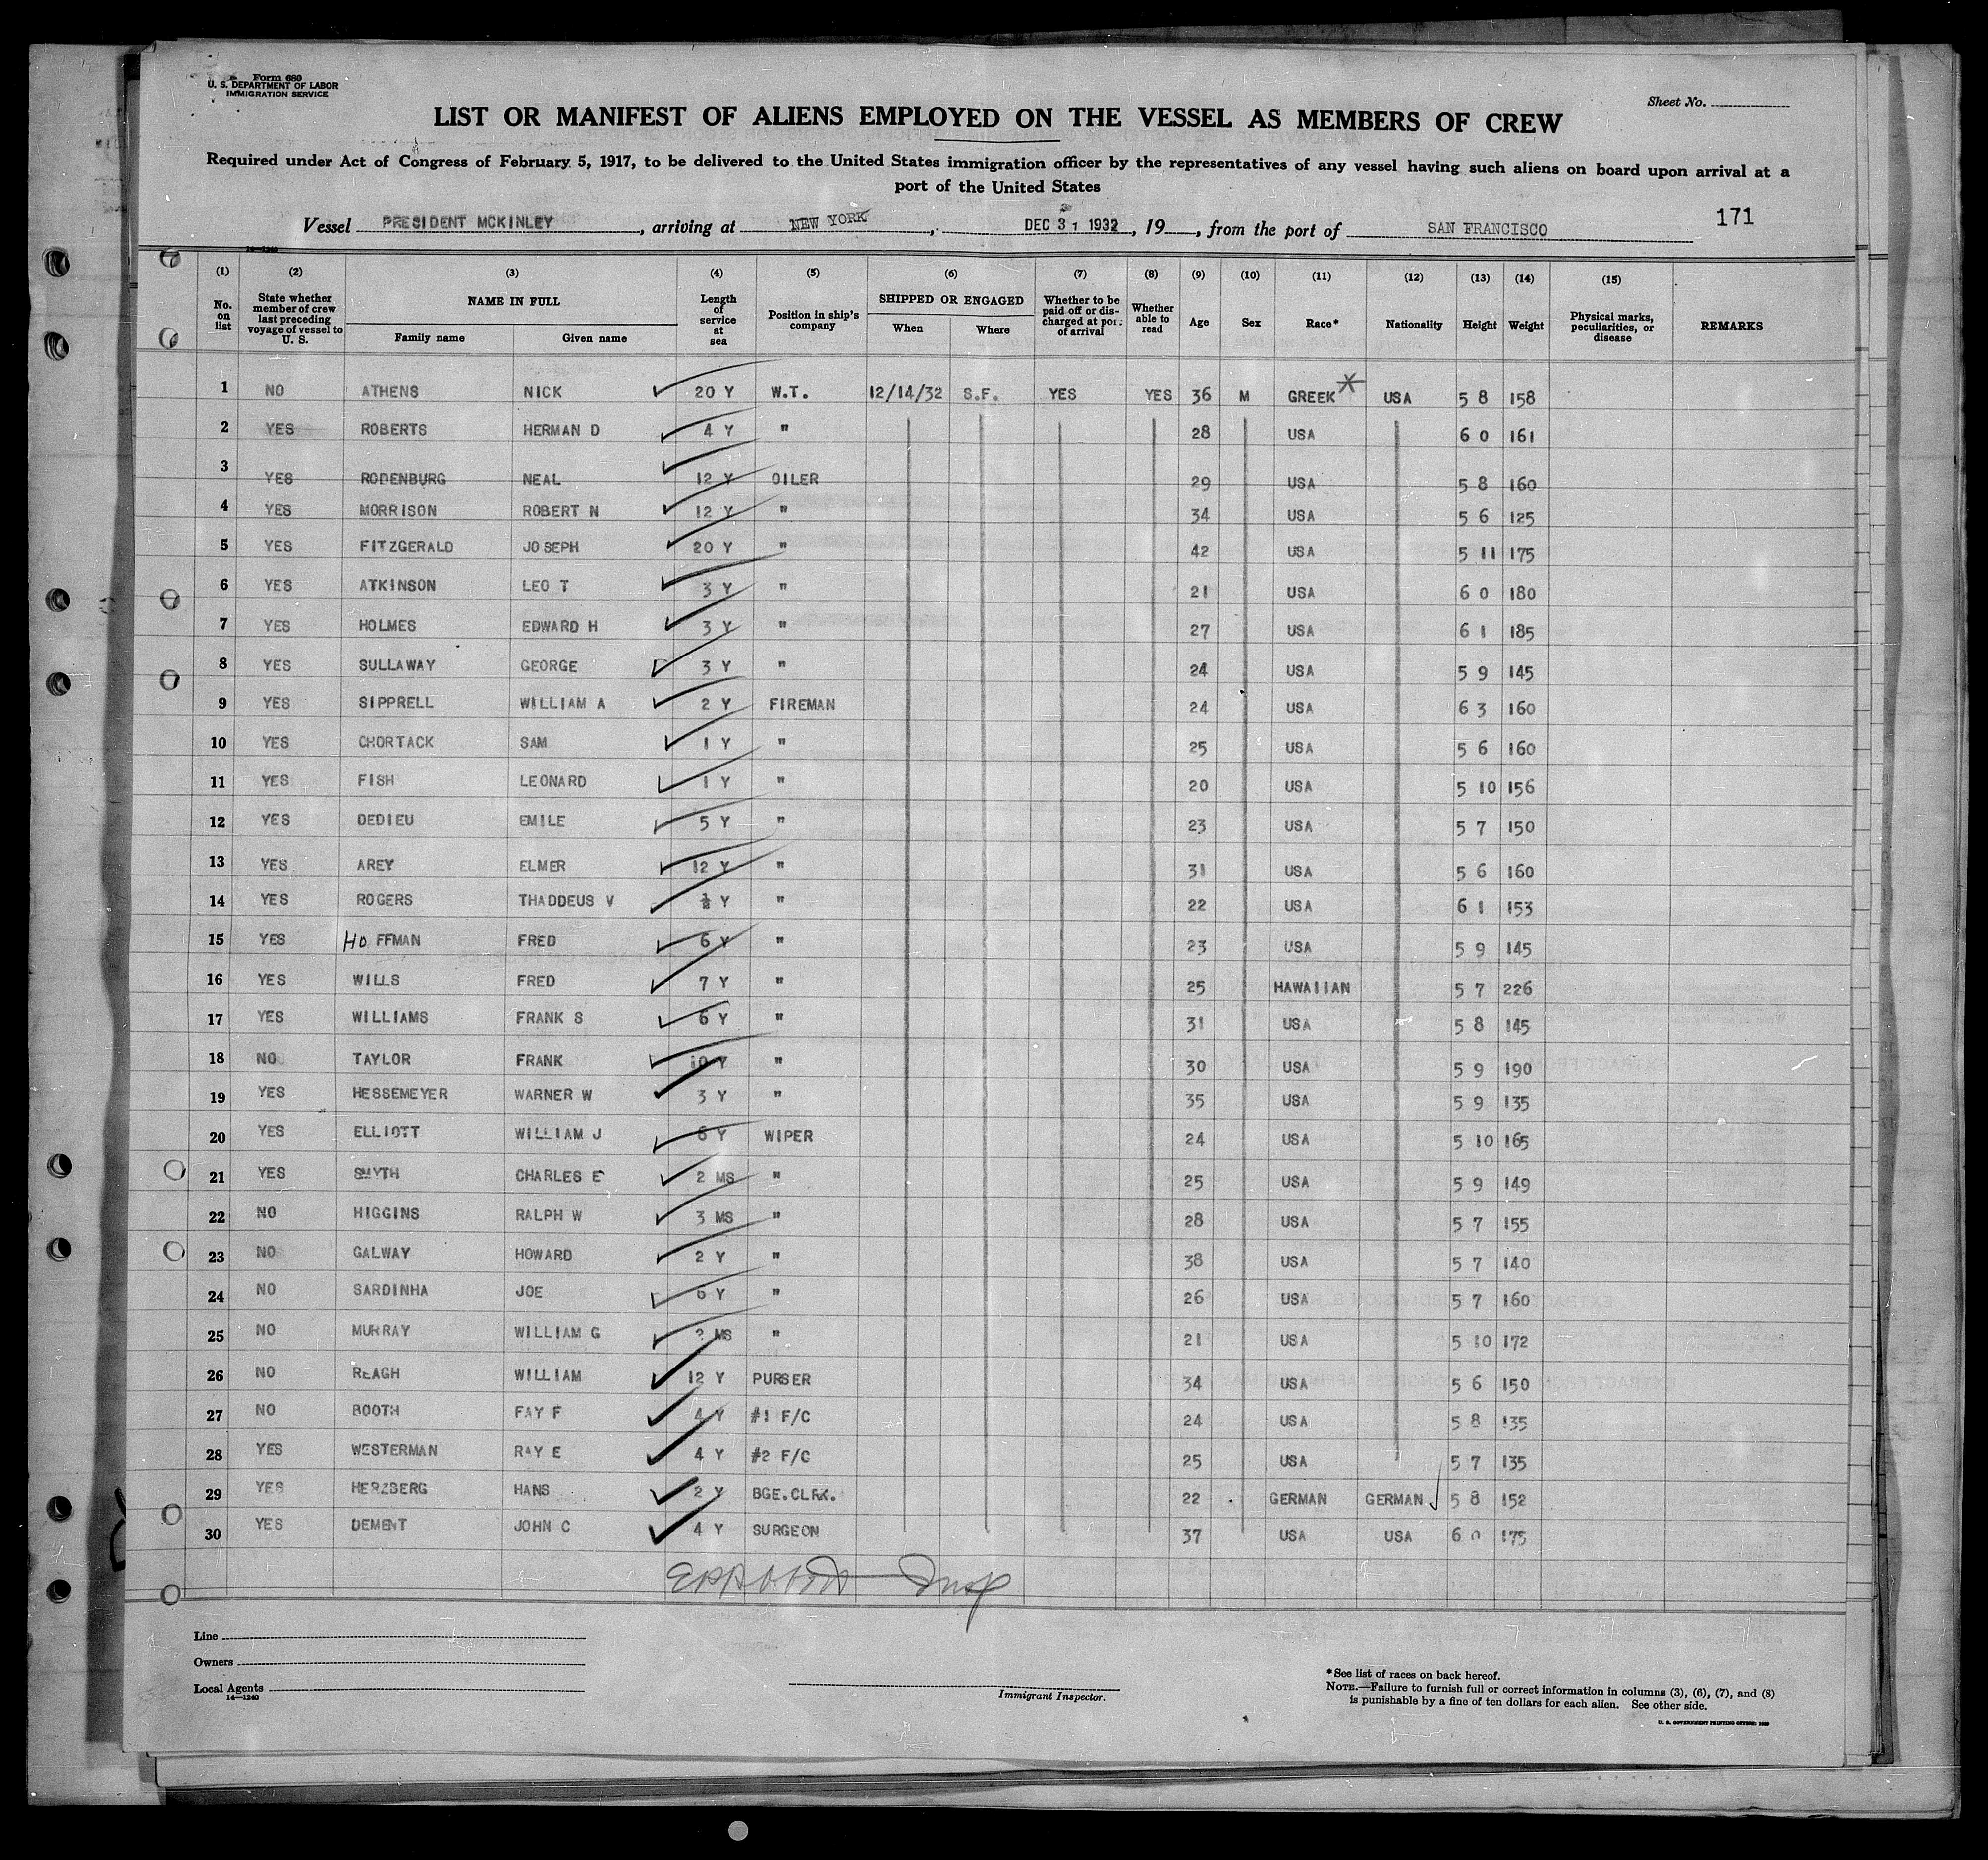 Form 680
U. S. DEPARTMENT OF LABOR
IMMIGRATION SERVICE
Sheet No.
LIST OR MANIFEST OF ALIENS EMPLOYED ON THE VESSEL AS MEMBERS OF CREW
Required under Act of Congress of February 5, 1917, to be delivered to the United States immigration officer by the representatives of any vessel having such aliens on board upon arrival at a
port of the United States
Vessel PRESIDENT MCKINLEY, arriving at NEW YORK, DEC 31 1932, 19 , from the port of SAN FRANCISCO 171
14—1240
(1) (2) (3) (4) (5) (6) (7) (8) (9) (10) (11) (12) (13) (14) (15)
No. on list | State whether member of crew last preceding voyage of vessel to U. S. | NAME IN FULL Family name Given name | Length of service at sea | Position in ship's company | SHIPPED OR ENGAGED When Where | Whether to be paid off or discharged at port of arrival | Whether able to read | Age | Sex | Race* | Nationality | Height | Weight | Physical marks, peculiarities, or disease | REMARKS
1 NO ATHENS NICK 20 Y W.T. 12/14/32 S.F. YES YES 36 M GREEK USA 5 8 158
2 YES ROBERTS HERMAN D 4 Y " 28 USA 6 0 161
3 YES RODENBURG NEAL 12 Y OILER 29 USA 5 8 160
4 YES MORRISON ROBERT N 12 Y " 34 USA 5 6 125
5 YES FITZGERALD JOSEPH 20 Y " 42 USA 5 11 175
6 YES ATKINSON LEO T 3 Y " 21 USA 6 0 180
7 YES HOLMES EDWARD H 3 Y " 27 USA 6 1 185
8 YES SULLAWAY GEORGE 3 Y " 24 USA 5 9 145
9 YES SIPPRELL WILLIAM A 2 Y FIREMAN 24 USA 6 3 160
10 YES CHORTACK SAM 1 Y " 25 USA 5 6 160
11 YES FISH LEONARD 1 Y " 20 USA 5 10 156
12 YES DEDIEU EMILE 5 Y " 23 USA 5 7 150
13 YES AREY ELMER 12 Y " 31 USA 5 6 160
14 YES ROGERS THADDEUS V ½ Y " 22 USA 6 1 153
15 YES HOFFMAN FRED 6 Y " 23 USA 5 9 145
16 YES WILLS FRED 7 Y " 25 HAWAIIAN 5 7 226
17 YES WILLIAMS FRANK S 6 Y " 31 USA 5 8 145
18 NO TAYLOR FRANK 10 Y " 30 USA 5 9 190
19 YES HESSEMEYER WARNER W 3 Y " 35 USA 5 9 135
20 YES ELLIOTT WILLIAM J 6 Y WIPER 24 USA 5 10 165
21 YES SMYTH CHARLES E 2 MS " 25 USA 5 9 149
22 NO HIGGINS RALPH W 3 MS " 28 USA 5 7 155
23 NO GALWAY HOWARD 2 Y " 38 USA 5 7 140
24 NO SARDINHA JOE 6 Y " 26 USA 5 7 160
25 NO MURRAY WILLIAM G MS " 21 USA 5 10 172
26 NO REAGH WILLIAM 12 Y PURSER 34 USA 5 6 150
27 NO BOOTH FAY F 4 Y #1 F/C 24 USA 5 8 135
28 YES WESTERMAN RAY E 4 Y #2 F/C 25 USA 5 7 135
29 YES HERZBERG HANS 2 Y BGE.CLRK. 22 GERMAN GERMAN 5 8 152
30 YES DEMENT JOHN C 4 Y SURGEON 37 USA USA 6 0 175
Insp
Line
Owners
Local Agents
14—1240
Immigrant Inspector.
*See list of races on back hereof.
NOTE.—Failure to furnish full or correct information in columns (3), (6), (7), and (8)
is punishable by a fine of ten dollars for each alien. See other side.